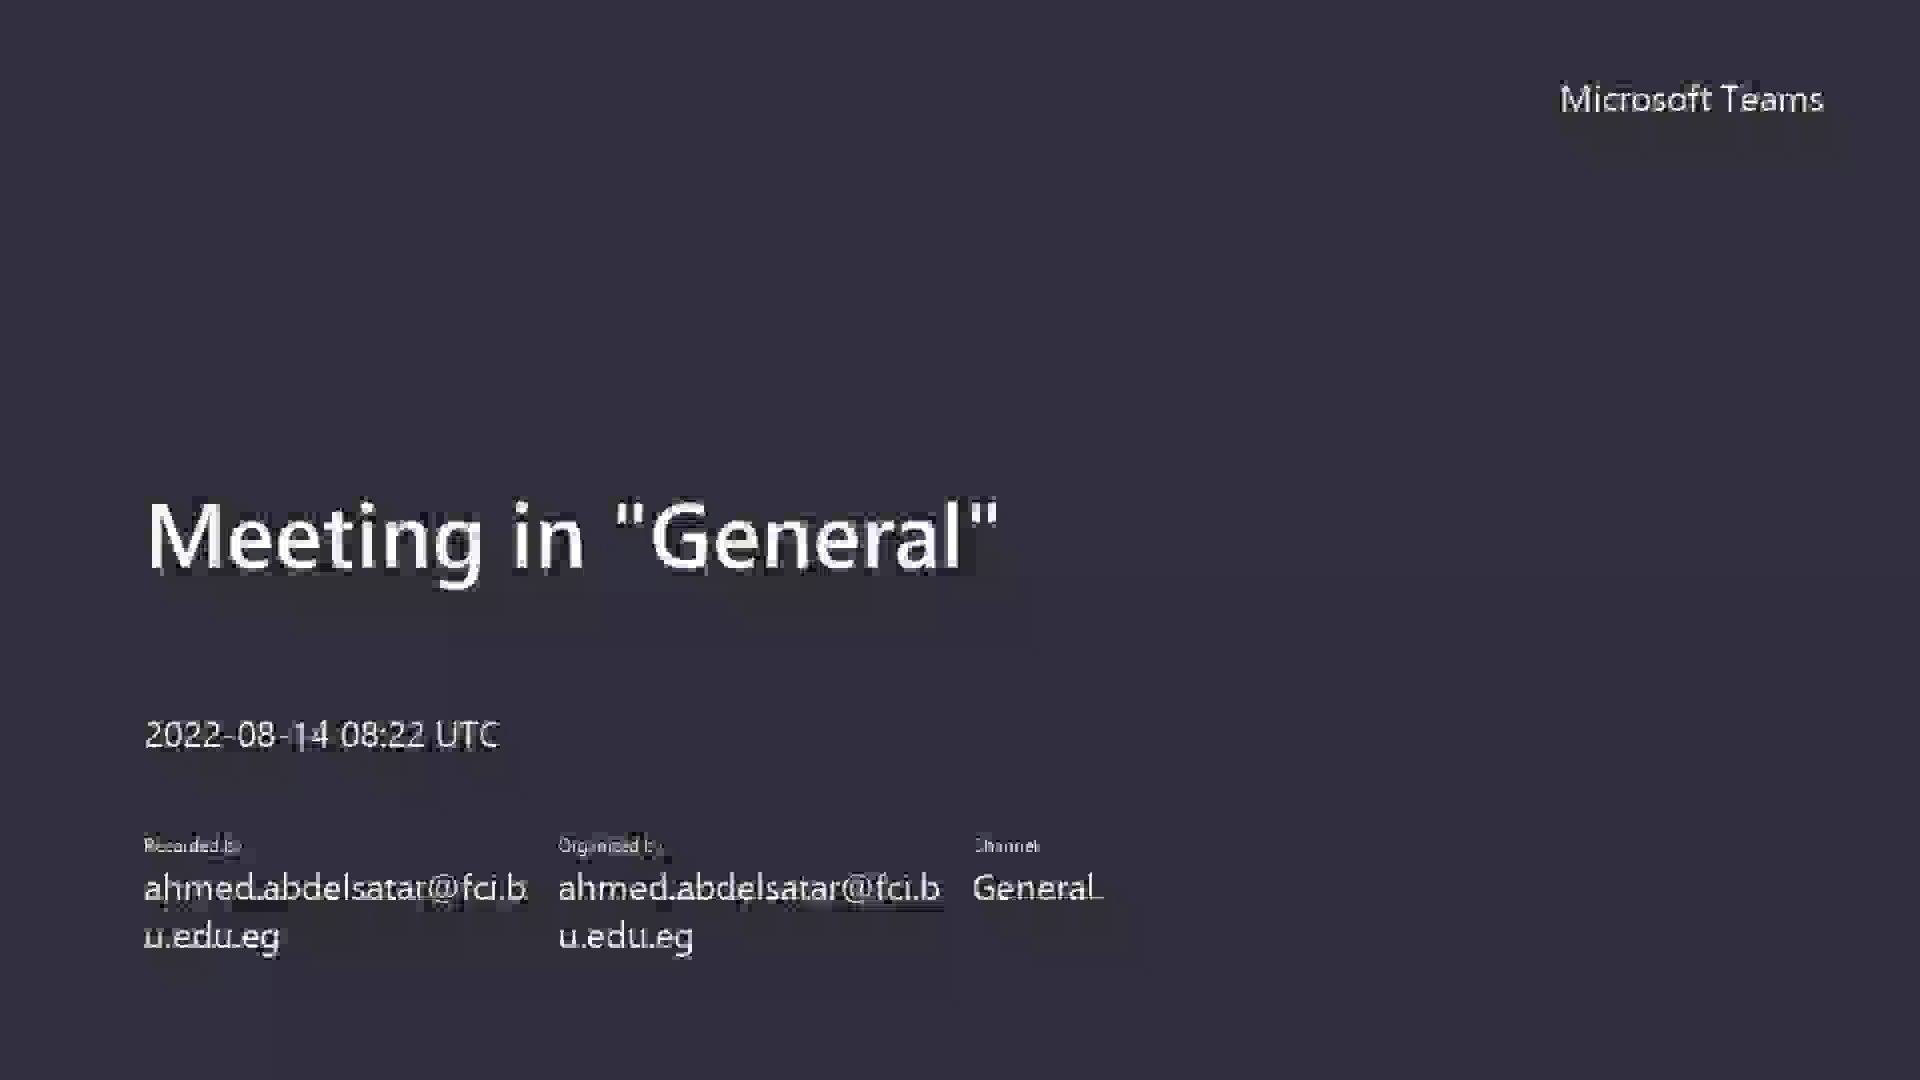 Microsoft Teams
Meeting in "General"
2022-08-14 08:22 UTC
Recorded by
Organized by
Channel
ahmed.abdelsatar@fci.b
ahmed.abdelsatar@fci.b
General
u.edu.eg
u.edu.eg